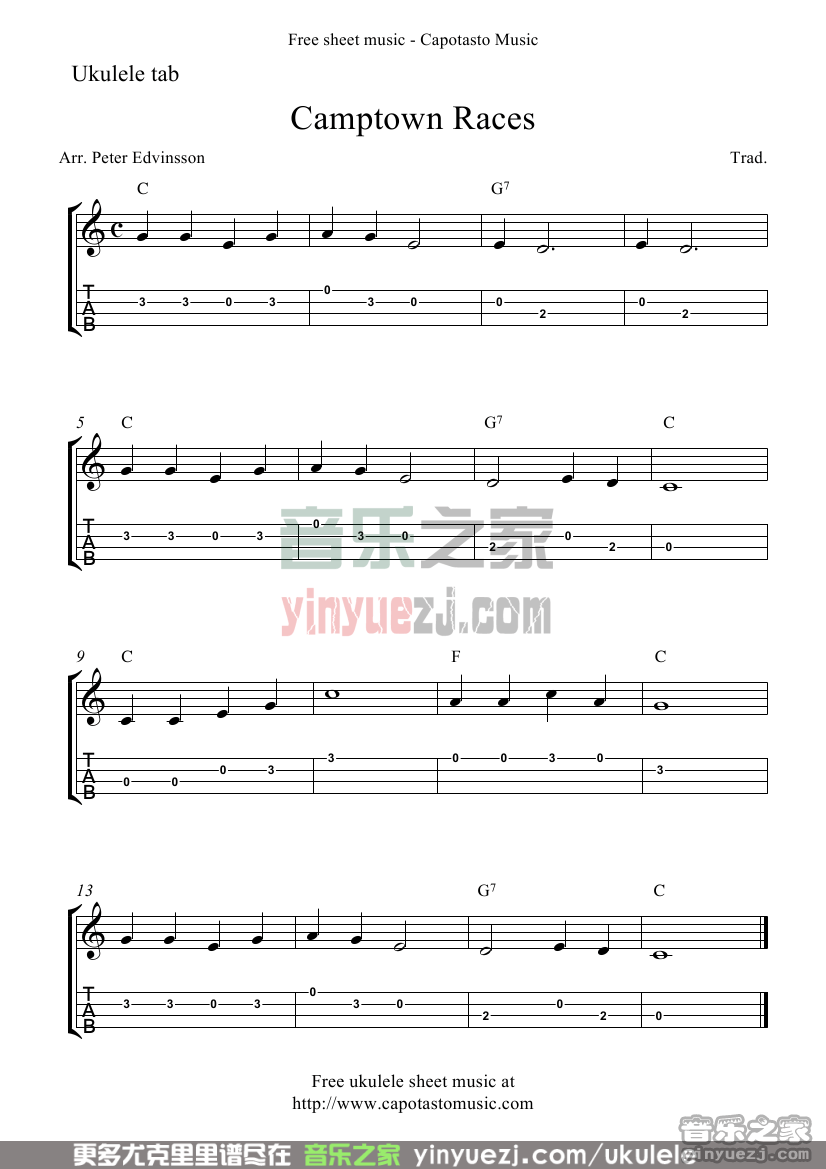 Free sheet music - Capotasto Music
Ukulele tab
Camptown Races
Arr. Peter Edvinsson
Trad.
C G7
T 0
3 3 0 3 3 0 0 0
A 2 2
B
5 C G7 C
T 0
3 3 0 3 3 0 0
A 2 2 0
B
音乐之家
yinyuezj.com
9 C F C
T 3 0 0 3 0
0 3 3
A 0 0
B
13 G7 C
T 0
3 3 0 3 3 0 0
A 2 2 0
B
Free ukulele sheet music at
http://www.capotastomusic.com
音乐之家
更多尤克里里谱尽在 音乐之家 yinyuezj.com/ukulele
YINYUEZJ.COM